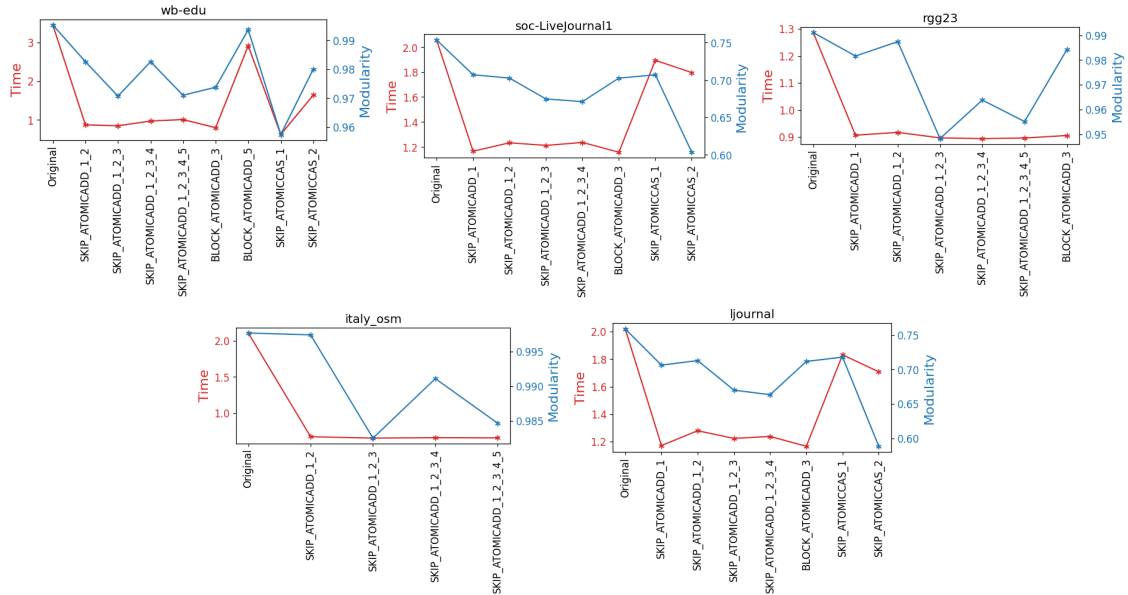 wb-edu
Time
3
2
1
0.99
0.98
0.97
0.96
Modularity
Original
SKIP_ATOMICADD_1_2
SKIP_ATOMICADD_1_2_3
SKIP_ATOMICADD_1_2_3_4
SKIP_ATOMICADD_1_2_3_4_5
BLOCK_ATOMICADD_3
BLOCK_ATOMICADD_5
SKIP_ATOMICCAS_1
SKIP_ATOMICCAS_2
soc-LiveJournal1
Time
2.0
1.8
1.6
1.4
1.2
0.75
0.70
0.65
0.60
Modularity
Original
SKIP_ATOMICADD_1
SKIP_ATOMICADD_1_2
SKIP_ATOMICADD_1_2_3
SKIP_ATOMICADD_1_2_3_4
BLOCK_ATOMICADD_3
SKIP_ATOMICCAS_1
SKIP_ATOMICCAS_2
rgg23
Time
1.3
1.2
1.1
1.0
0.9
0.99
0.98
0.97
0.96
0.95
Modularity
Original
SKIP_ATOMICADD_1
SKIP_ATOMICADD_1_2
SKIP_ATOMICADD_1_2_3
SKIP_ATOMICADD_1_2_3_4
SKIP_ATOMICADD_1_2_3_4_5
BLOCK_ATOMICADD_3
italy_osm
Time
2.0
1.5
1.0
0.995
0.990
0.985
Modularity
Original
SKIP_ATOMICADD_1_2
SKIP_ATOMICADD_1_2_3
SKIP_ATOMICADD_1_2_3_4
SKIP_ATOMICADD_1_2_3_4_5
ljournal
Time
2.0
1.8
1.6
1.4
1.2
0.75
0.70
0.65
0.60
Modularity
Original
SKIP_ATOMICADD_1
SKIP_ATOMICADD_1_2
SKIP_ATOMICADD_1_2_3
SKIP_ATOMICADD_1_2_3_4
BLOCK_ATOMICADD_3
SKIP_ATOMICCAS_1
SKIP_ATOMICCAS_2